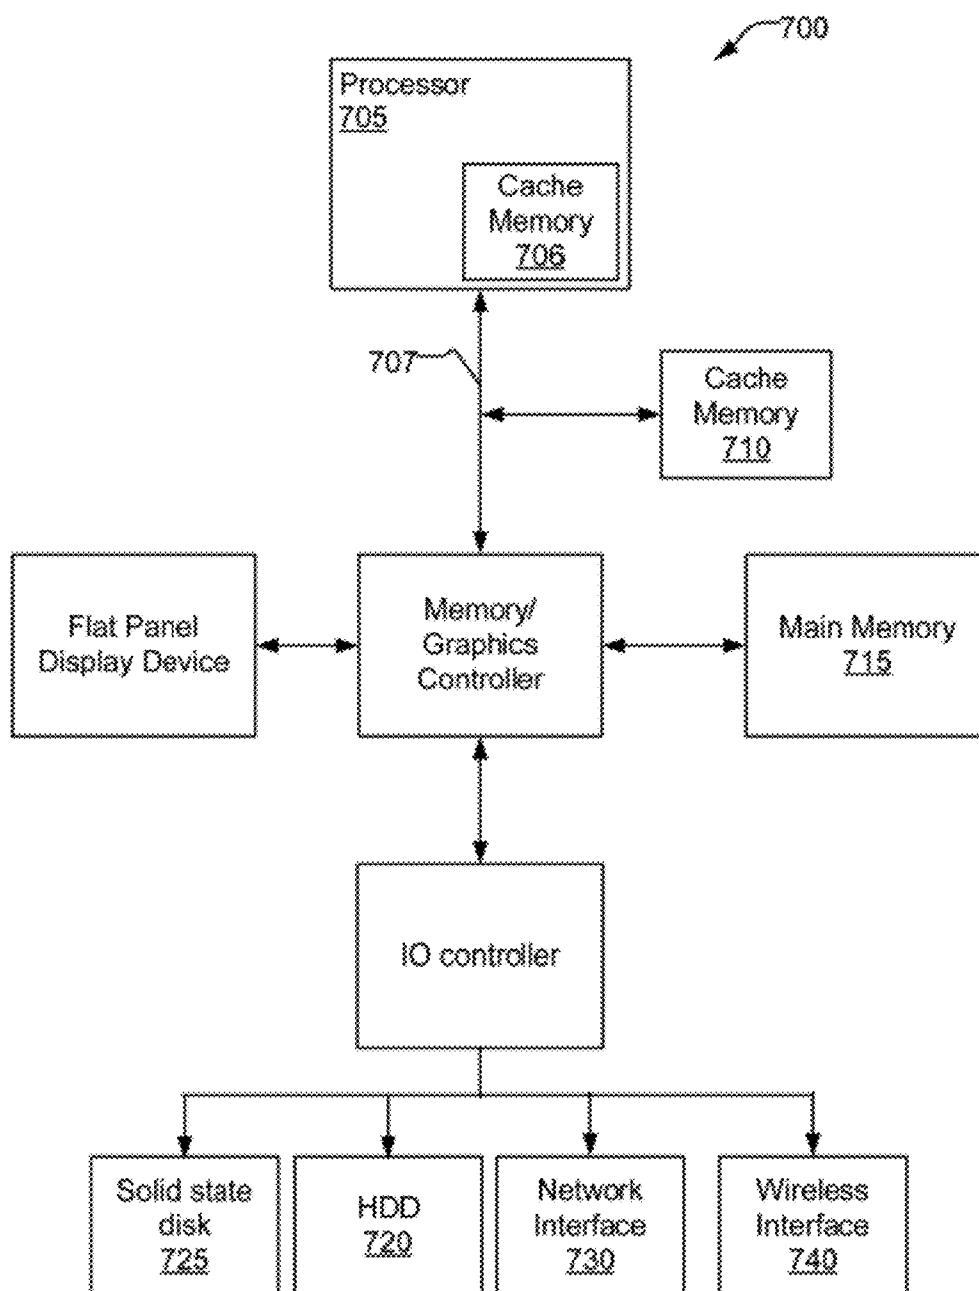 700
Processor
705
Cache
Memory
706
707
Cache
Memory
710
Flat Panel
Display Device
Memory/
Graphics
Controller
Main Memory
715
IO controller
Solid state
disk
725
HDD
720
Network
Interface
730
Wireless
Interface
740